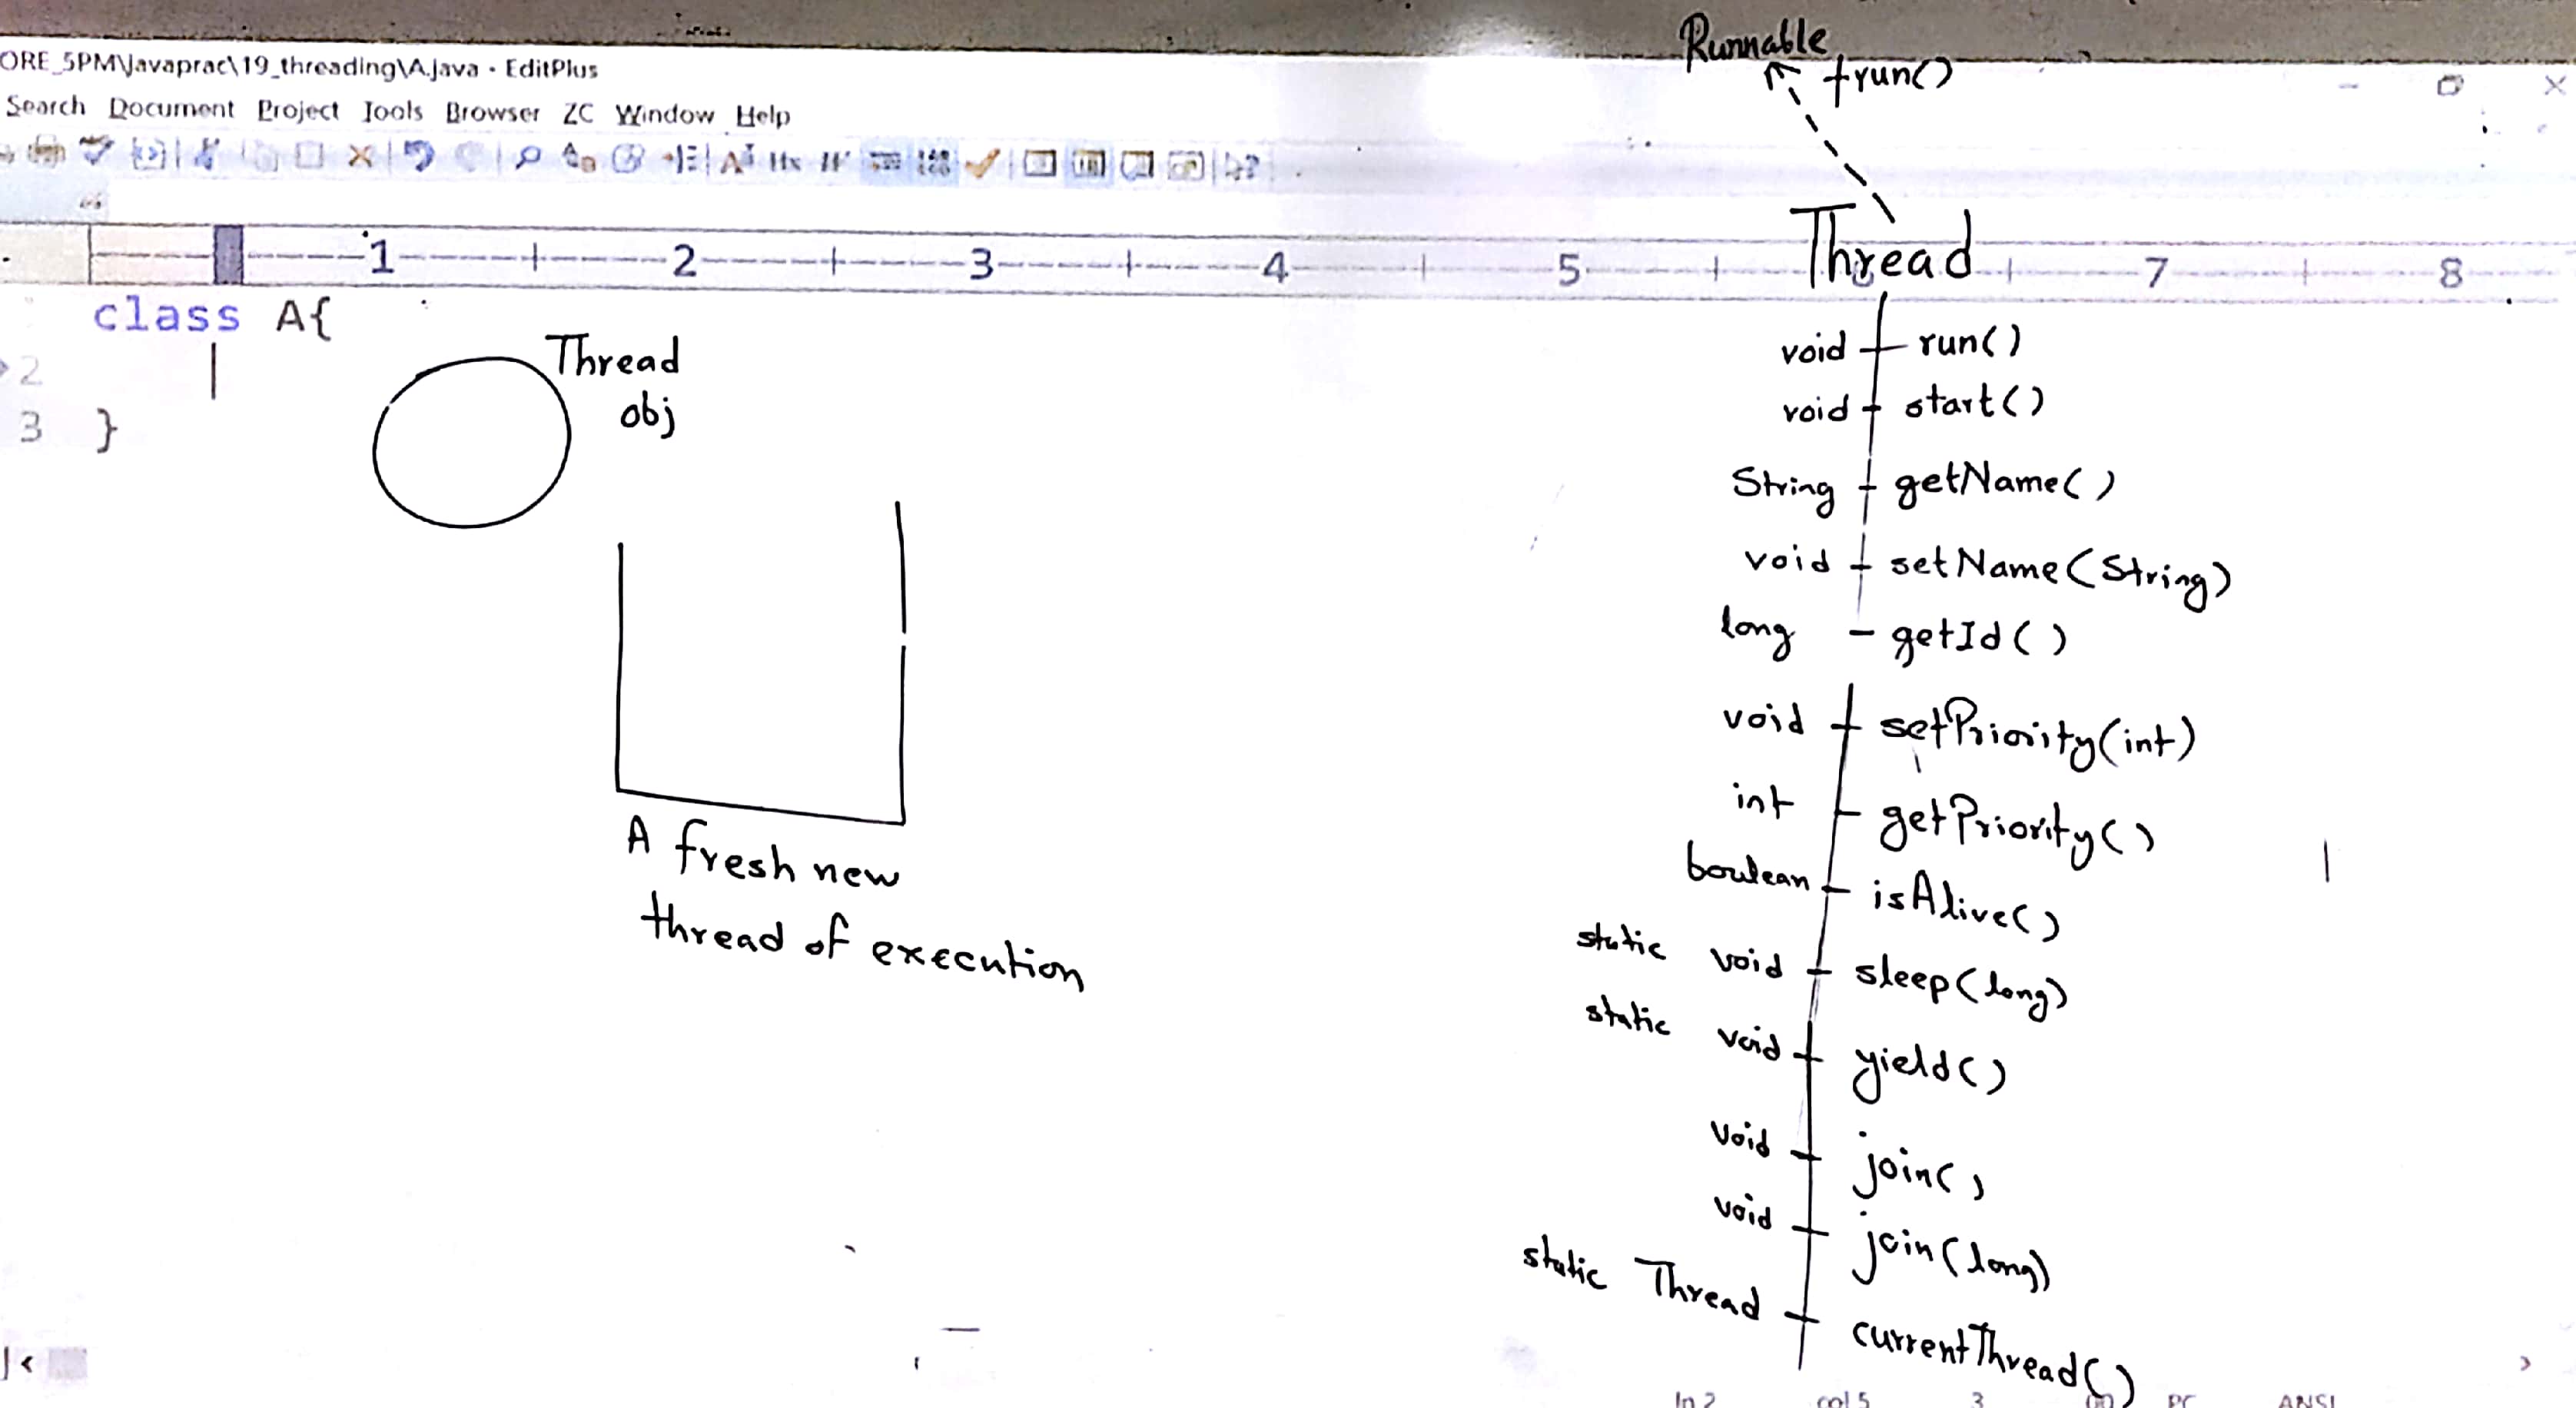 ORE_5PM\Javaprac\19_threading\A.Java - EditPlus
Search Document Project Tools Browser ZC Window Help
1 2 3 4 5 7 8
class A{
2
3 }
Thread
obj
A fresh new
thread of execution
Runnable
+run()
Thread
void run()
void start()
String getName()
void setName(String)
long - getId()
void setPriority(int)
int getPriority()
boolean isAlive()
static void sleep(long)
static void yield()
void join()
void join(long)
static Thread currentThread()
ln 2 col 5 3 PC ANSI